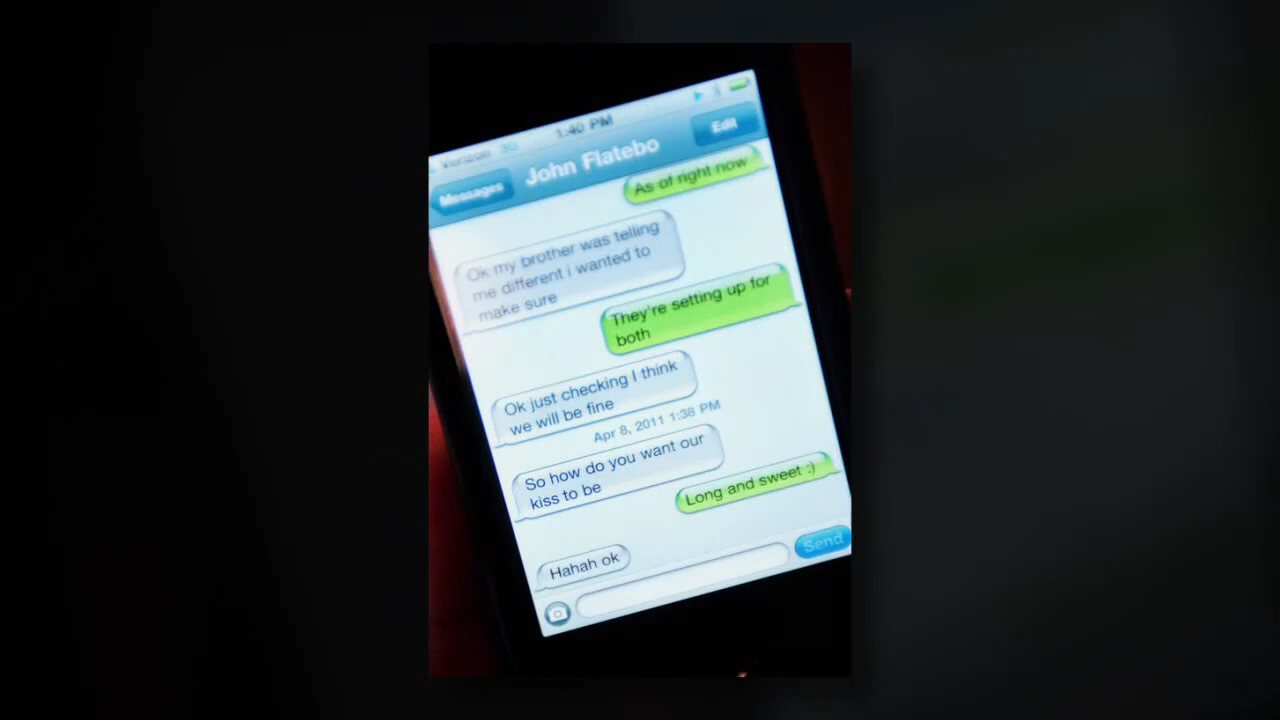 Verizon 3G
1:40 PM
Messages
John Flatebo
Edit
As of right now
Ok my brother was telling
me different i wanted to
make sure
They're setting up for
both
Ok just checking I think
we will be fine
Apr 8, 2011 1:38 PM
So how do you want our
kiss to be
Long and sweet :)
Hahah ok
Send